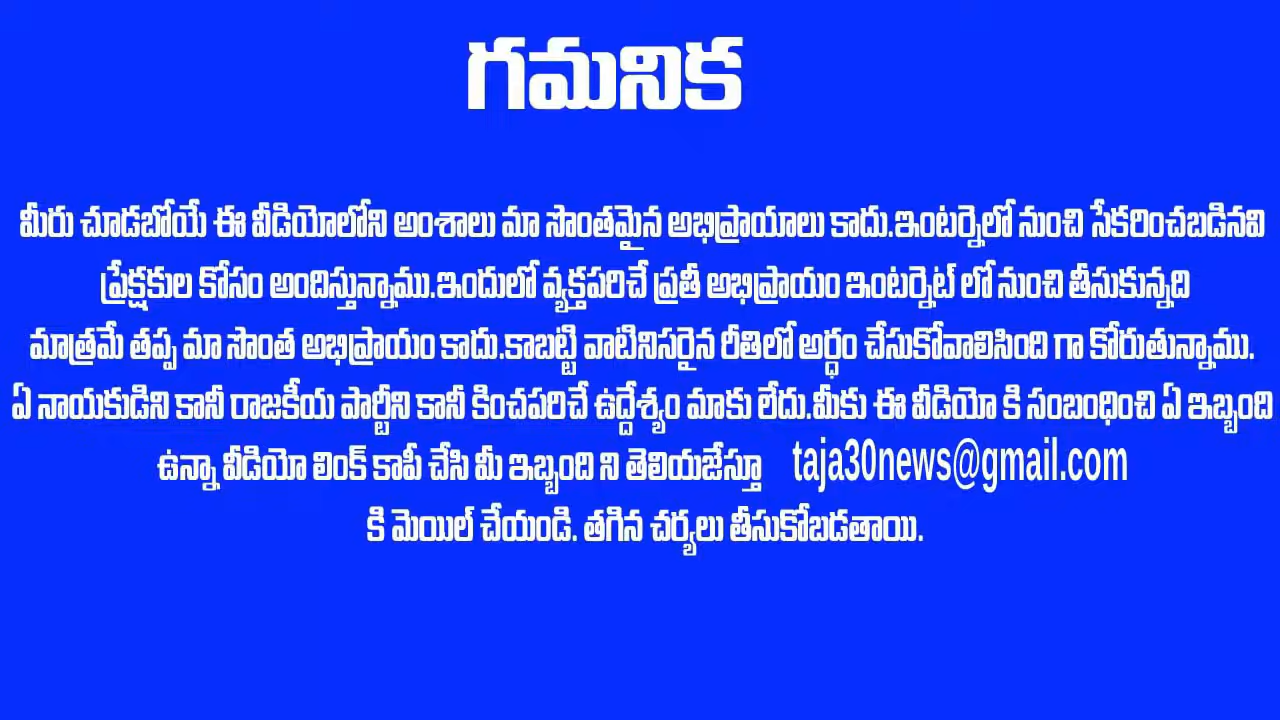 గమనిక
మీరు చూడబోయే ఈ వీడియోలోని అంశాలు మా సొంతమైన అభిప్రాయాలు కాదు.ఇంటర్నెలో నుంచి సేకరించబడినవి
ప్రేక్షకుల కోసం అందిస్తున్నాము.ఇందులో వ్యక్తపరిచే ప్రతీ అభిప్రాయం ఇంటర్నెట్ లో నుంచి తీసుకున్నది
మాత్రమే తప్ప మా సొంత అభిప్రాయం కాదు.కాబట్టి వాటినిసరైన రీతిలో అర్ధం చేసుకోవాలిసింది గా కోరుతున్నాము.
ఏ నాయకుడిని కానీ రాజకీయ పార్టీని కానీ కించపరిచే ఉద్దేశ్యం మాకు లేదు.మీకు ఈ వీడియో కి సంబంధించి ఏ ఇబ్బంది
ఉన్నా వీడియో లింక్ కాపీ చేసి మీ ఇబ్బంది ని తెలియజేస్తూ taja30news@gmail.com
కి మెయిల్ చేయండి. తగిన చర్యలు తీసుకోబడతాయి.